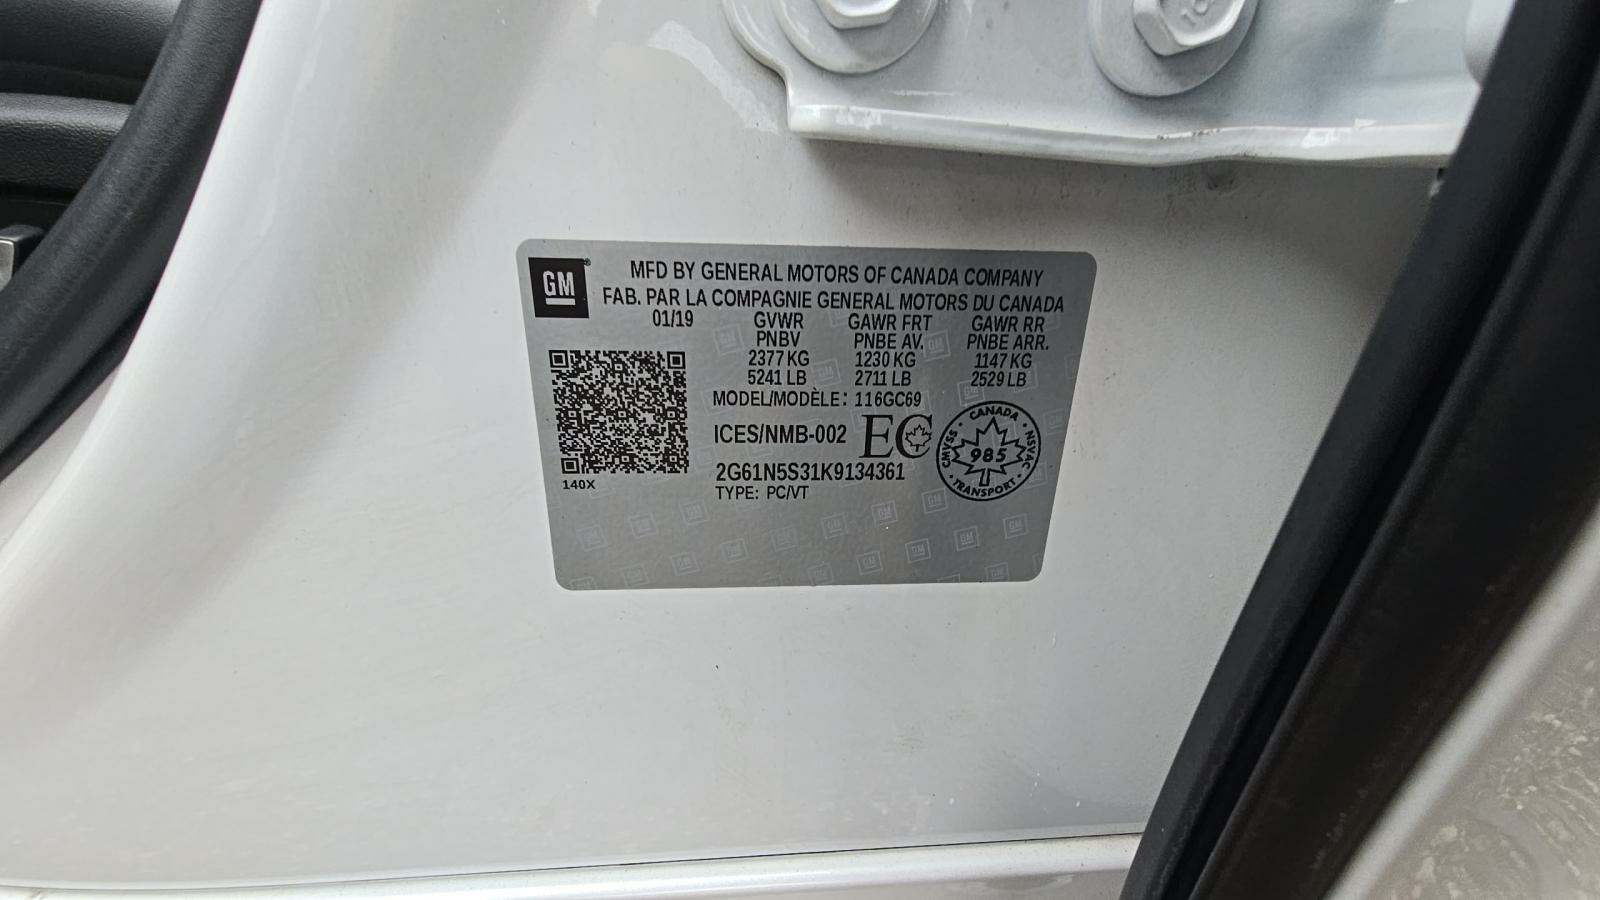 GM
MFD BY GENERAL MOTORS OF CANADA COMPANY
FAB. PAR LA COMPAGNIE GENERAL MOTORS DU CANADA
01/19 GVWR GAWR FRT GAWR RR
PNBV PNBE AV. PNBE ARR.
2377 KG 1230 KG 1147 KG
5241 LB 2711 LB 2529 LB
MODEL/MODÈLE: 116GC69
ICES/NMB-002 EC
CANADA
CMVSS 985 NSVAC
TRANSPORT
2G61N5S31K9134361
140X TYPE: PC/VT